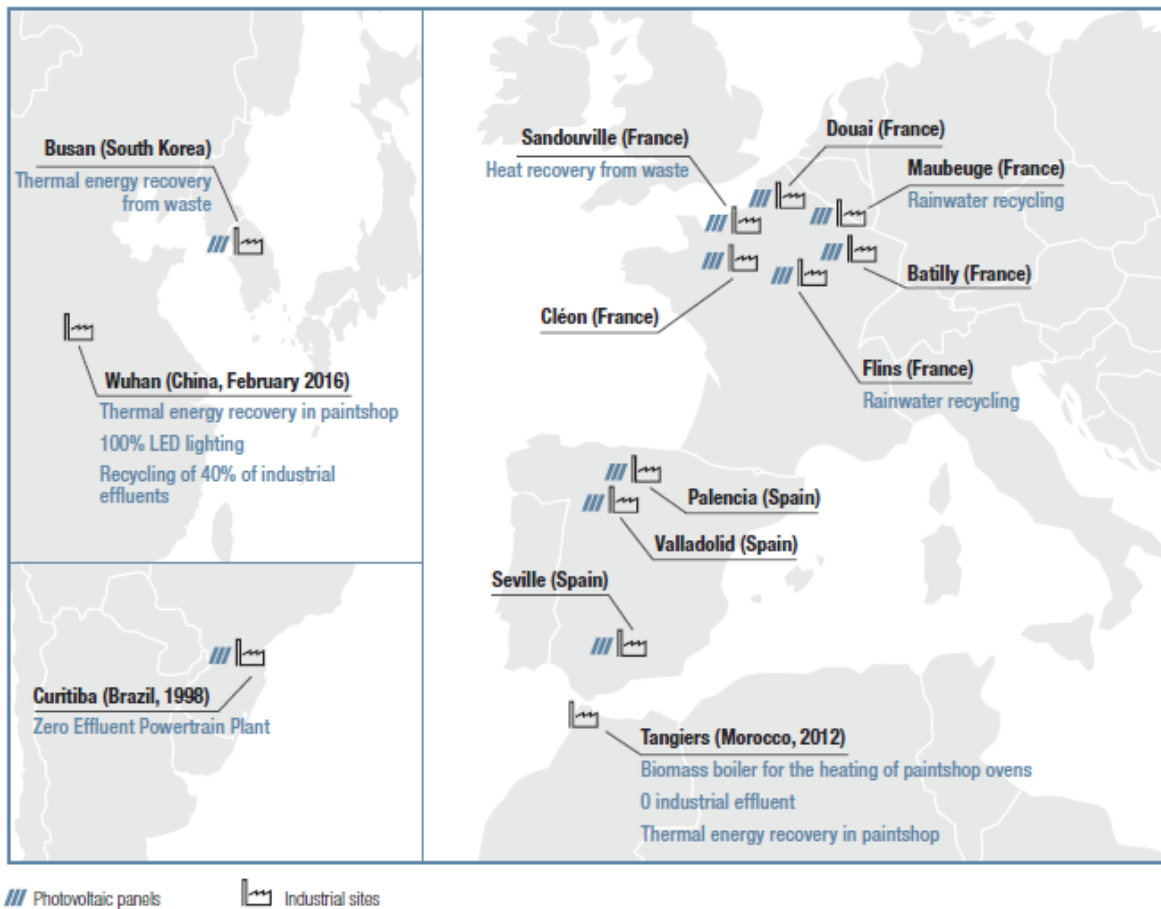 Busan (South Korea)
Thermal energy recovery
from waste
Wuhan (China, February 2016)
Thermal energy recovery in paintshop
100% LED lighting
Recycling of 40% of industrial
effluents
Curitiba (Brazil, 1998)
Zero Effluent Powertrain Plant
Sandouville (France)
Heat recovery from waste
Douai (France)
Maubeuge (France)
Rainwater recycling
Batilly (France)
Cléon (France)
Flins (France)
Rainwater recycling
Palencia (Spain)
Valladolid (Spain)
Seville (Spain)
Tangiers (Morocco, 2012)
Biomass boiler for the heating of paintshop ovens
0 industrial effluent
Thermal energy recovery in paintshop
Photovoltaic panels
Industrial sites